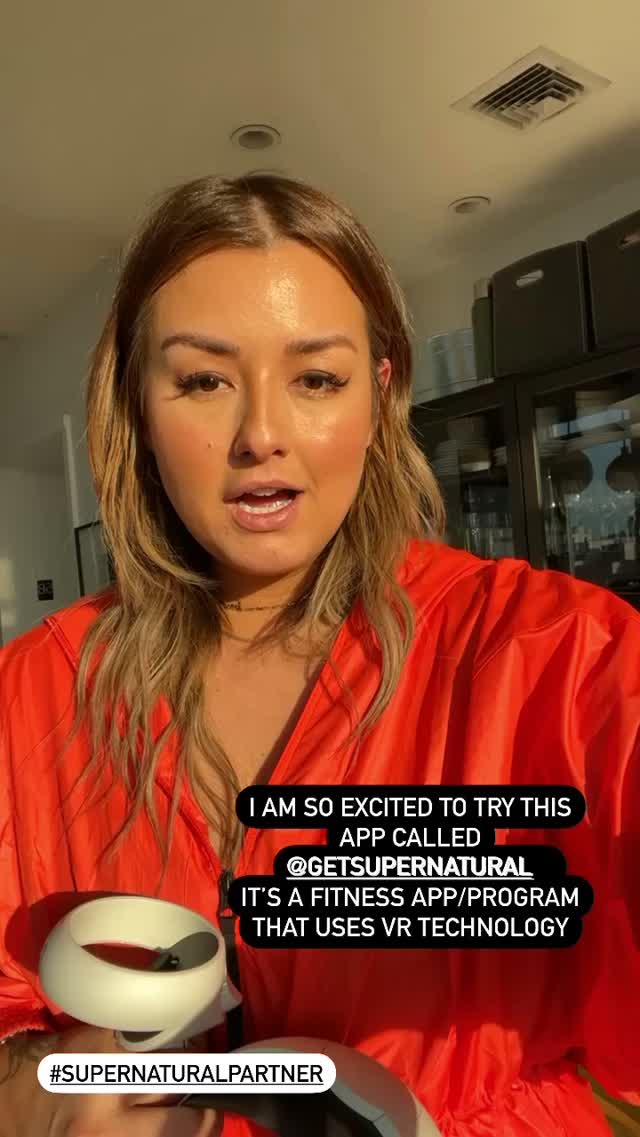 I AM SO EXCITED TO TRY THIS
APP CALLED
@GETSUPERNATURAL
IT'S A FITNESS APP/PROGRAM
THAT USES VR TECHNOLOGY
#SUPERNATURALPARTNER